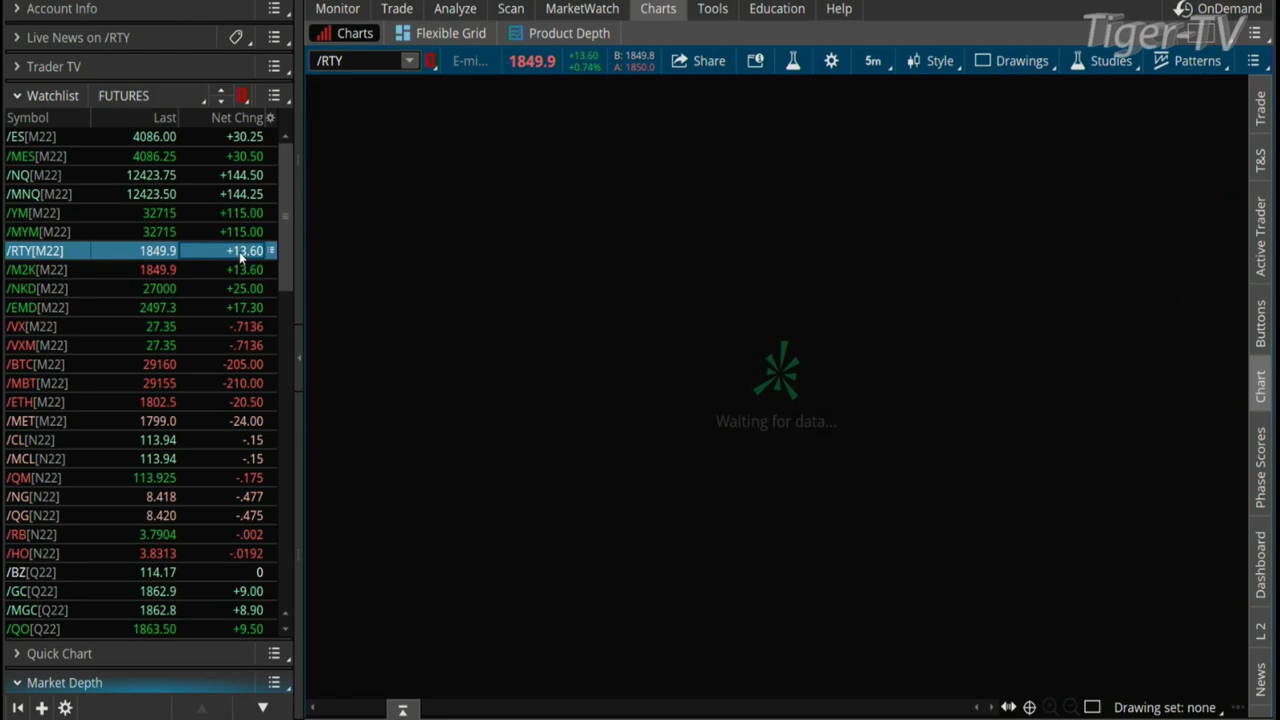 Account Info
Live News on /RTY
Trader TV
Watchlist FUTURES
Symbol Last Net Chng
/ES[M22] 4086.00 +30.25
/MES[M22] 4086.25 +30.50
/NQ[M22] 12423.75 +144.50
/MNQ[M22] 12423.50 +144.25
/YM[M22] 32715 +115.00
/MYM[M22] 32715 +115.00
/RTY[M22] 1849.9 +13.60
/M2K[M22] 1849.9 +13.60
/NKD[M22] 27000 +25.00
/EMD[M22] 2497.3 +17.30
/VX[M22] 27.35 -.7136
/VXM[M22] 27.35 -.7136
/BTC[M22] 29160 -205.00
/MBT[M22] 29155 -210.00
/ETH[M22] 1802.5 -20.50
/MET[M22] 1799.0 -24.00
/CL[N22] 113.94 -.15
/MCL[N22] 113.94 -.15
/QM[N22] 113.925 -.175
/NG[N22] 8.418 -.477
/QG[N22] 8.420 -.475
/RB[N22] 3.7904 -.002
/HO[N22] 3.8313 -.0192
/BZ[Q22] 114.17 0
/GC[Q22] 1862.9 +9.00
/MGC[Q22] 1862.8 +8.90
/QO[Q22] 1863.50 +9.50
Quick Chart
Market Depth
Monitor Trade Analyze Scan MarketWatch Charts Tools Education Help OnDemand
Tiger-TV
Charts Flexible Grid Product Depth
/RTY E-mi... 1849.9 +13.60 B: 1849.8
+0.74% A: 1850.0
Share 5m Style Drawings Studies Patterns
Waiting for data...
Trade
T&S
Active Trader
Buttons
Chart
Phase Scores
Dashboard
L 2
News
Drawing set: none